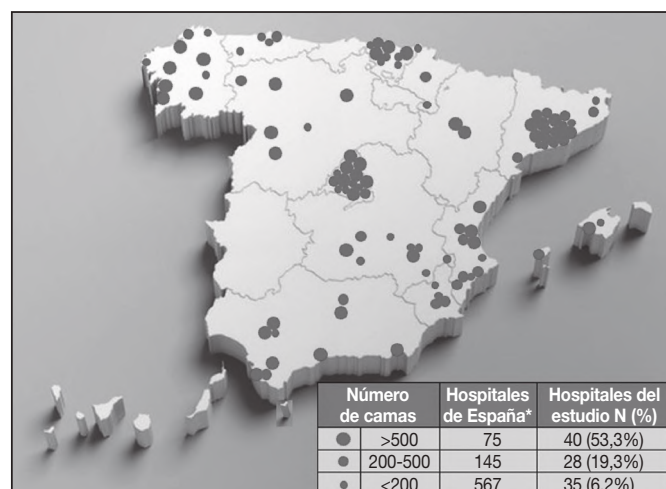 Número de camas Hospitales de España* Hospitales del estudio N (%)
>500 75 40 (53,3%)
200-500 145 28 (19,3%)
<200 567 35 (6,2%)